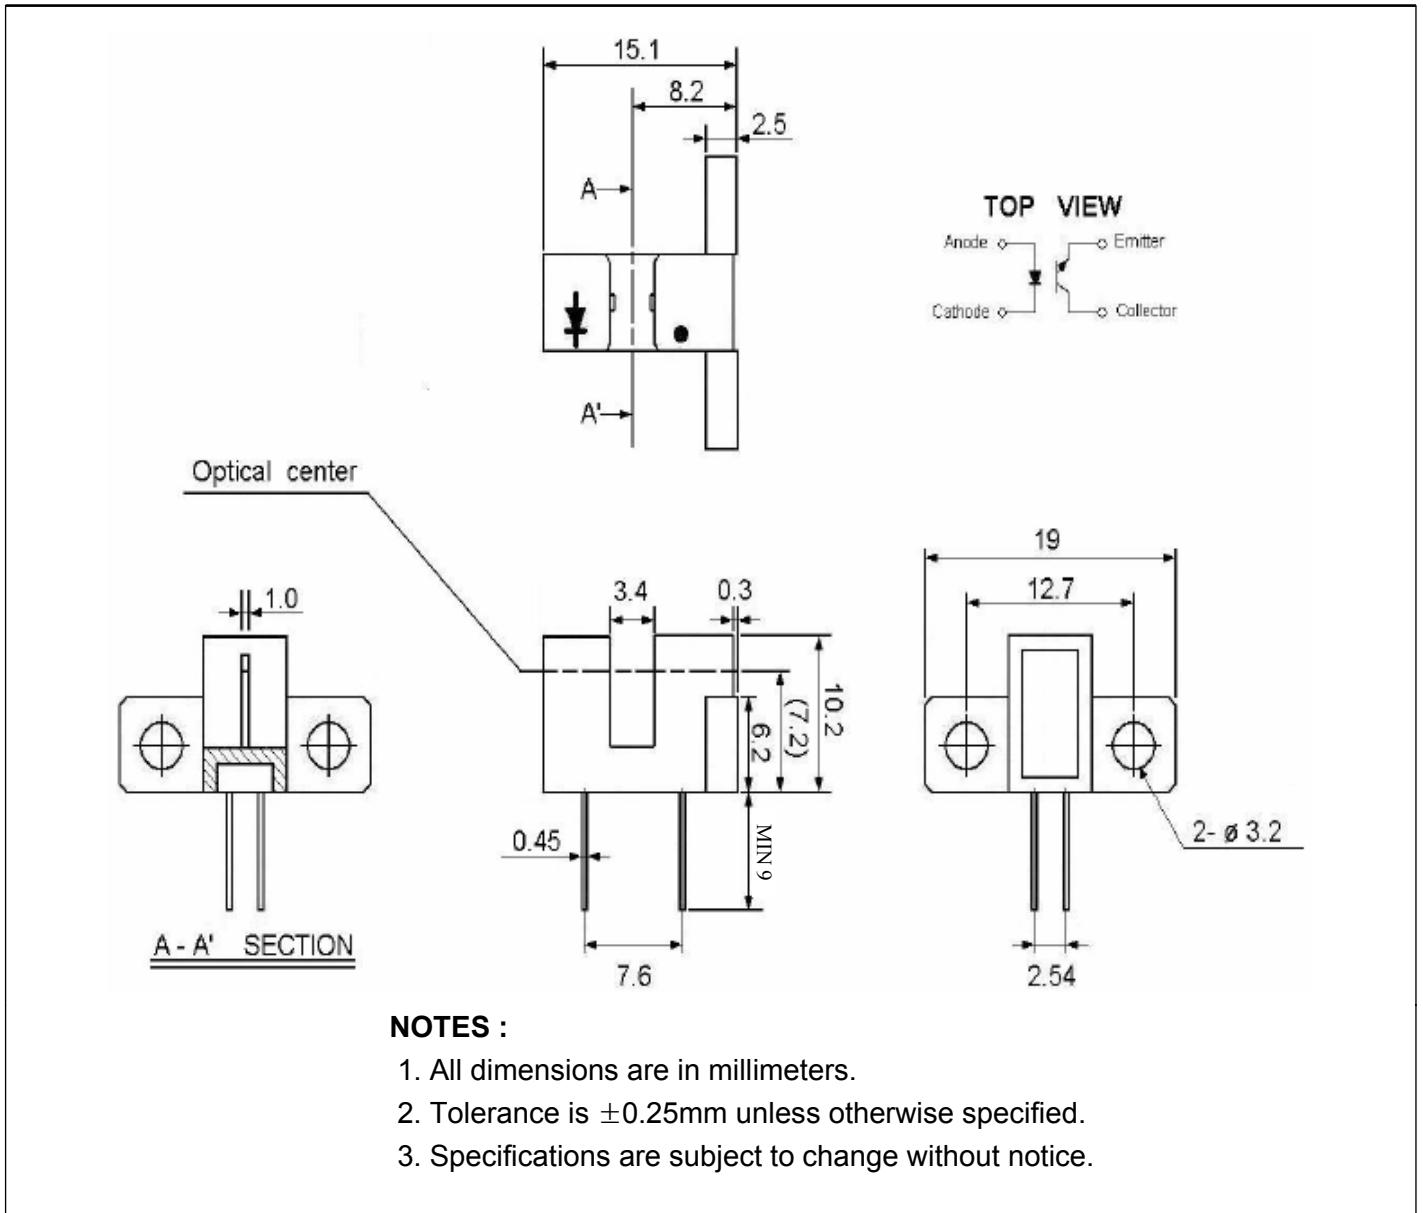 15.1
8.2
2.5
A
A'
TOP VIEW
Anode
Emitter
Cathode
Collector
Optical center
1.0
3.4
0.3
19
12.7
10.2
(7.2)
6.2
0.45
MIN 9
2- ø 3.2
A - A' SECTION
7.6
2.54
NOTES :
1. All dimensions are in millimeters.
2. Tolerance is ±0.25mm unless otherwise specified.
3. Specifications are subject to change without notice.